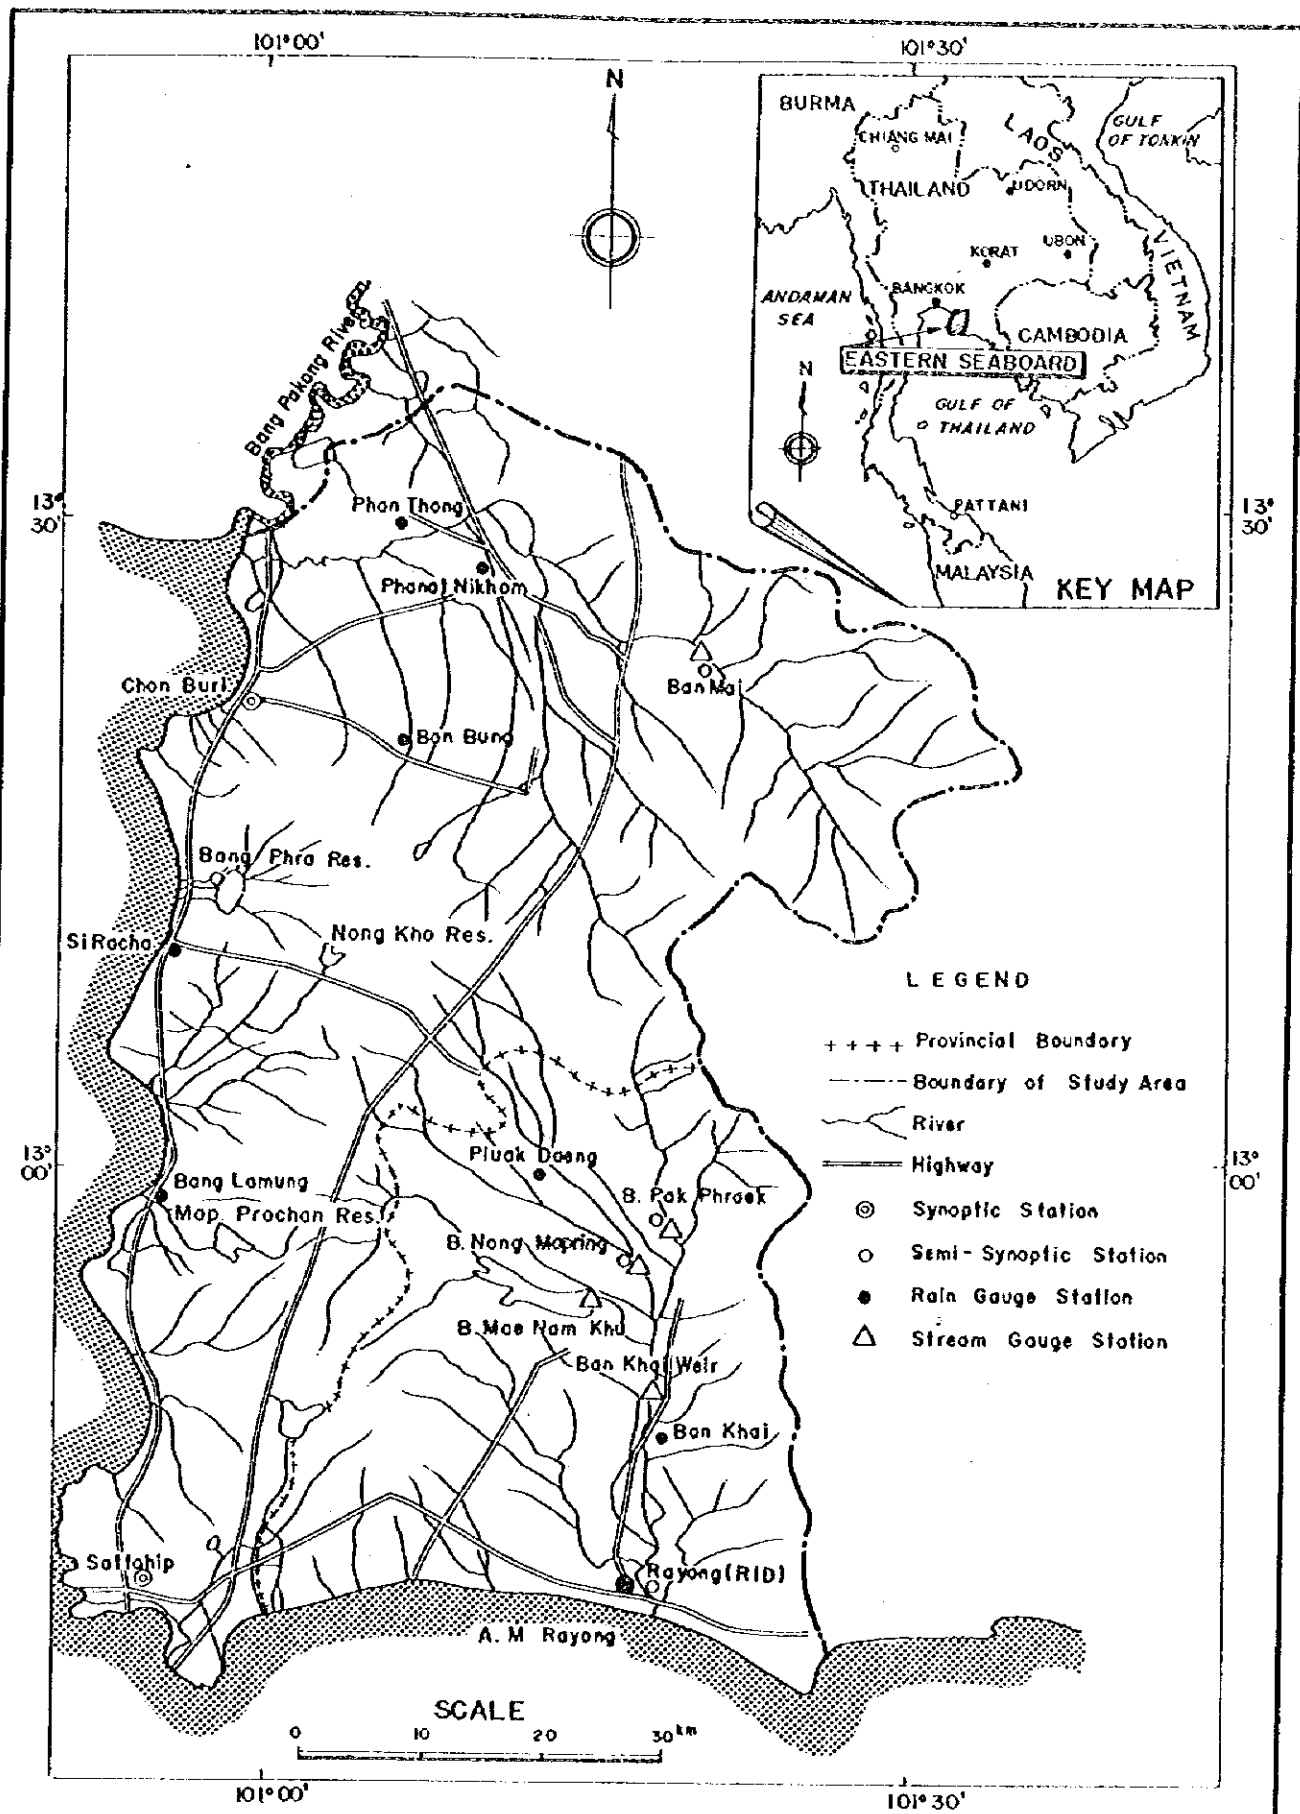 101°00'
101°30'
N
BURMA
CHIANG MAI
LAOS
GULF
OF TONKIN
THAILAND
UDORN
VIETNAM
KORAT
UBON
BANGKOK
ANDAMAN
SEA
CAMBODIA
EASTERN SEABOARD
N
GULF OF
THAILAND
PATTANI
MALAYSIA
KEY MAP
Bang Pakong River
13°
30'
13°
30'
Phan Thong
Phanat Nikhom
Chon Buri
Ban Mai
Ban Bung
Bang Phra Res.
Si Racha
Nong Kho Res.
LEGEND
++++ Provincial Boundary
Boundary of Study Area
River
Highway
Synoptic Station
Semi-Synoptic Station
Rain Gauge Station
Stream Gauge Station
13°
00'
13°
00'
Pluak Daeng
Bang Lamung
Map Prachan Res.
B. Pak Phraek
B. Nong Mapring
B. Mae Nam Khu
Ban Khai Weir
Ban Khai
Sattahip
Rayong (RID)
A.M Rayong
SCALE
0 10 20 30km
101°00'
101°30'